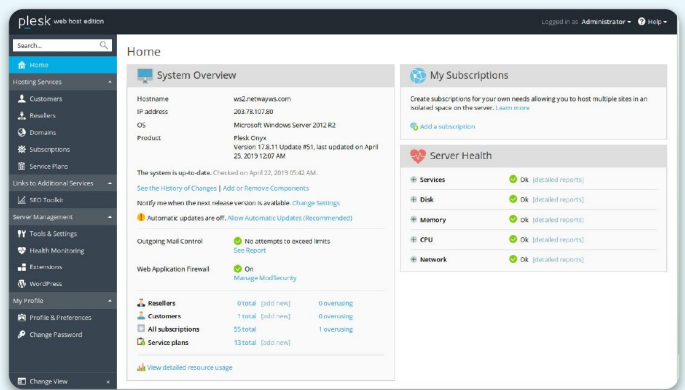 plesk web host edition
Logged in as Administrator
Help
Search...
Home
Hosting Services
Customers
Resellers
Domains
Subscriptions
Service Plans
Links to Additional Services
SEO Toolkit
Server Management
Tools & Settings
Health Monitoring
Extensions
WordPress
My Profile
Profile & Preferences
Change Password
Change View
Home
System Overview
Hostname ws2.netwayws.com
IP address 203.78.107.80
OS Microsoft Windows Server 2012 R2
Product Plesk Onyx
Version 17.8.11 Update #51, last updated on April
25, 2019 12:07 AM
The system is up-to-date. Checked on April 22, 2019 05:42 AM.
See the History of Changes | Add or Remove Components
Notify me when the next release version is available. Change Settings
Automatic updates are off. Allow Automatic Updates (Recommended)
Outgoing Mail Control No attempts to exceed limits
See Report
Web Application Firewall On
Manage ModSecurity
Resellers 0 total [add new] 0 overusing
Customers 1 total [add new] 0 overusing
All subscriptions 55 total 1 overusing
Service plans 13 total [add new]
View detailed resource usage
My Subscriptions
Create subscriptions for your own needs allowing you to host multiple sites in an
isolated space on the server. Learn more
Add a subscription
Server Health
Services Ok [detailed reports]
Disk Ok [detailed reports]
Memory Ok [detailed reports]
CPU Ok [detailed reports]
Network Ok [detailed reports]